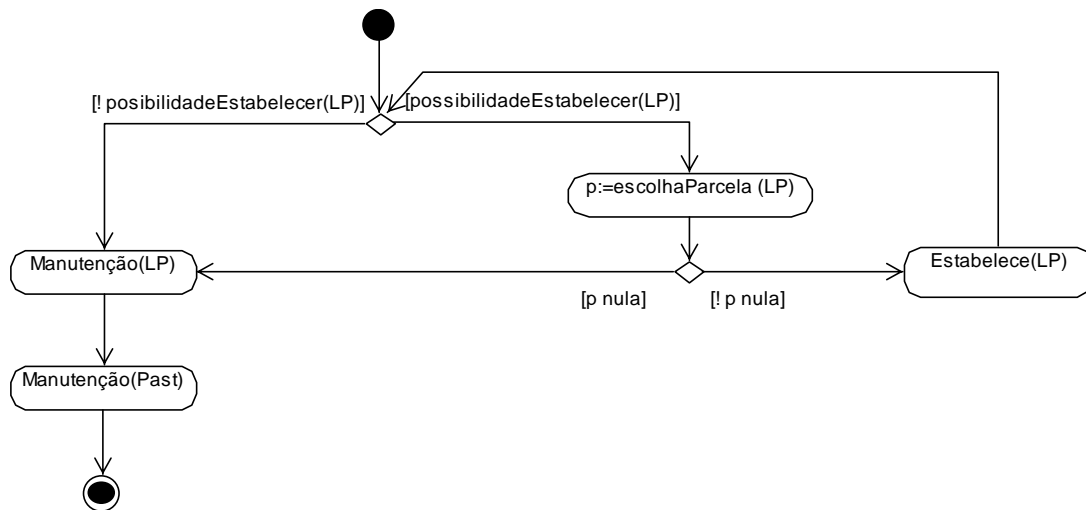 [! posibilidadeEstabelecer(LP)]
[possibilidadeEstabelecer(LP)]
p:=escolhaParcela (LP)
Manutenção(LP)
Estabelece(LP)
[p nula]
[! p nula]
Manutenção(Past)